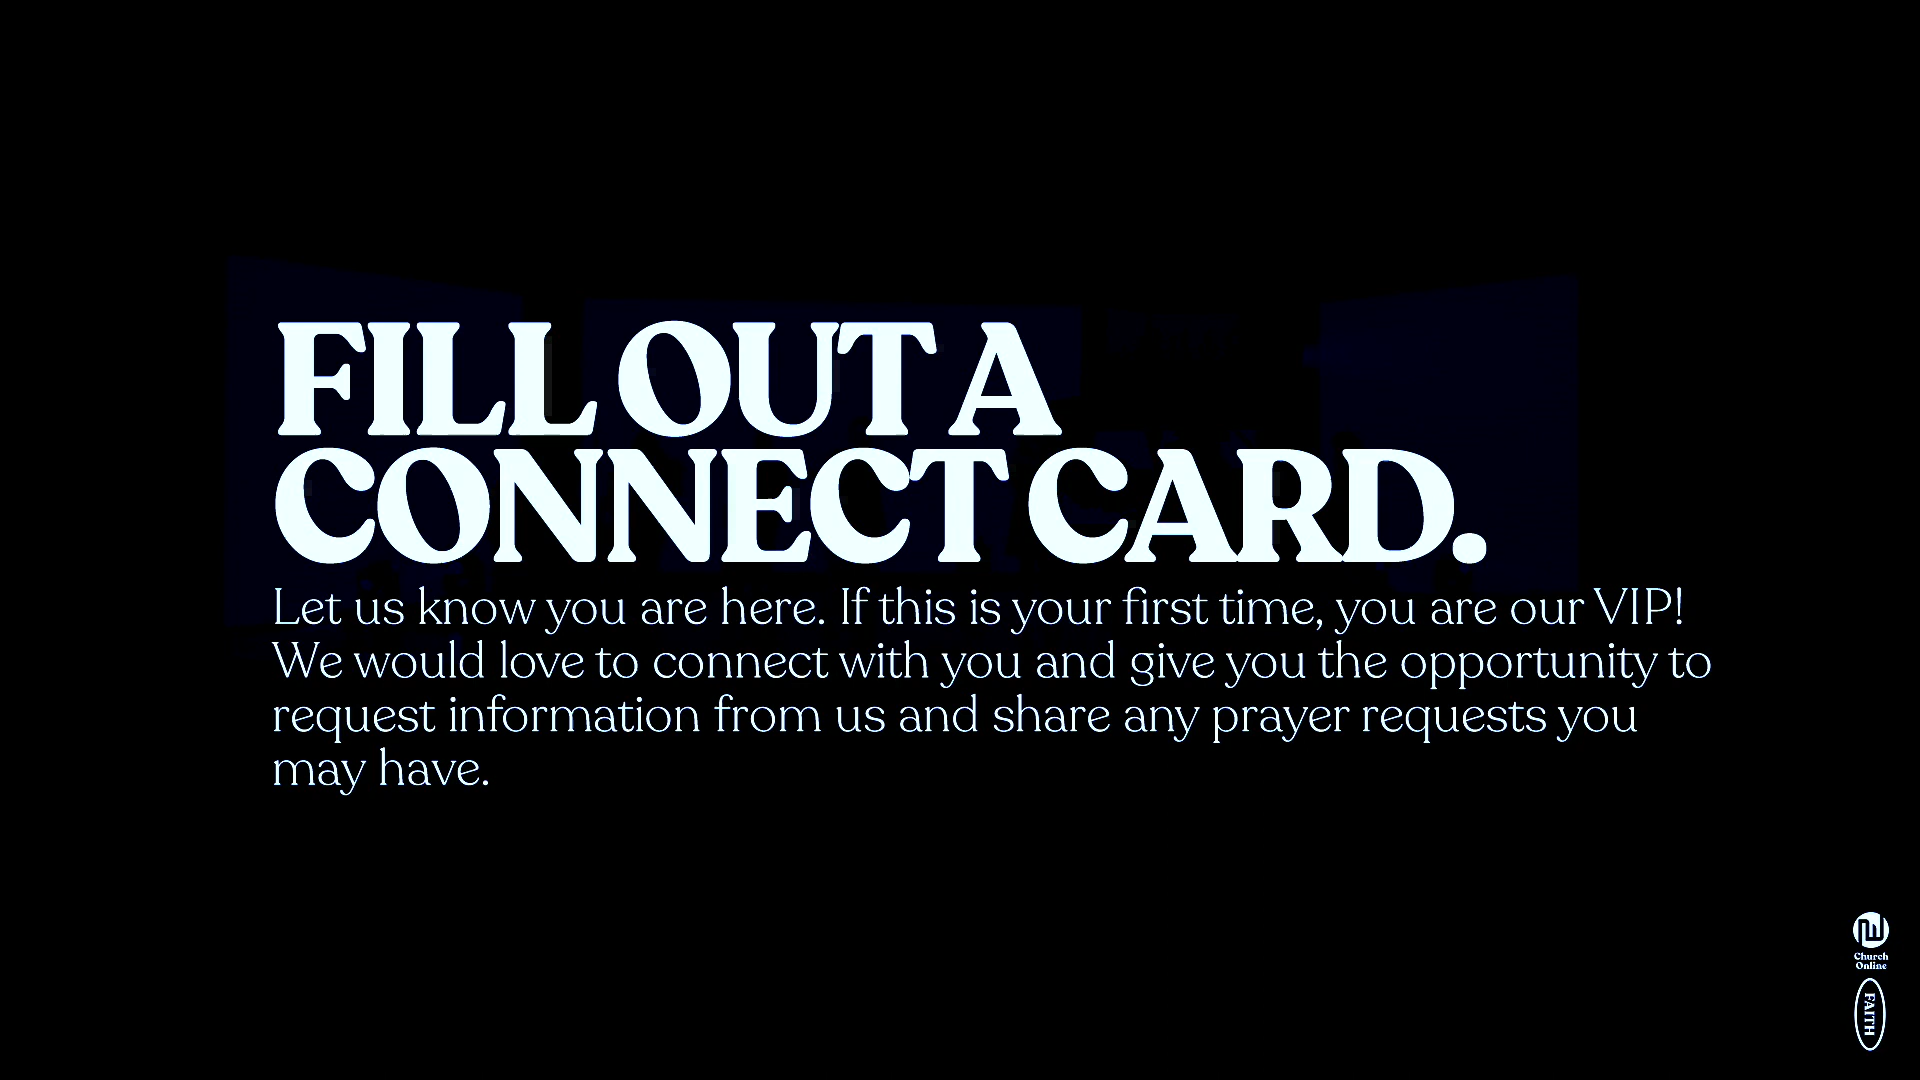 FILL OUT A
CONNECT CARD.
Let us know you are here. If this is your first time, you are our VIP!
We would love to connect with you and give you the opportunity to
request information from us and share any prayer requests you
may have.
Church
Online
FAITH